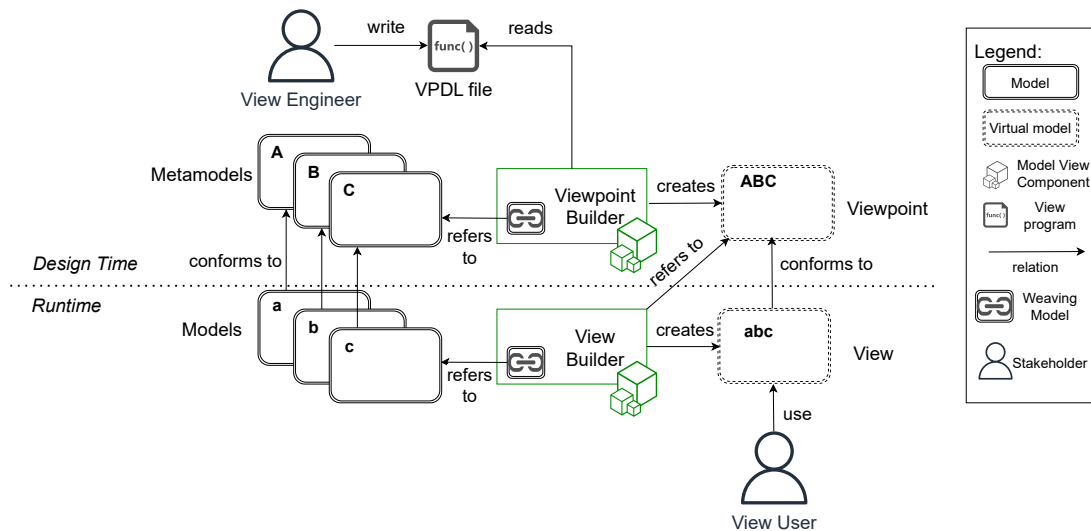 write
reads
func( )
VPDL file
View Engineer
Legend:
Model
Virtual model
Model View
Component
func( )
View
program
relation
Weaving
Model
Stakeholder
Metamodels
A
B
C
refers
to
Viewpoint
Builder
creates
ABC
Viewpoint
Design Time
conforms to
refers to
conforms to
Runtime
Models
a
b
c
refers
to
View
Builder
creates
abc
View
use
View User